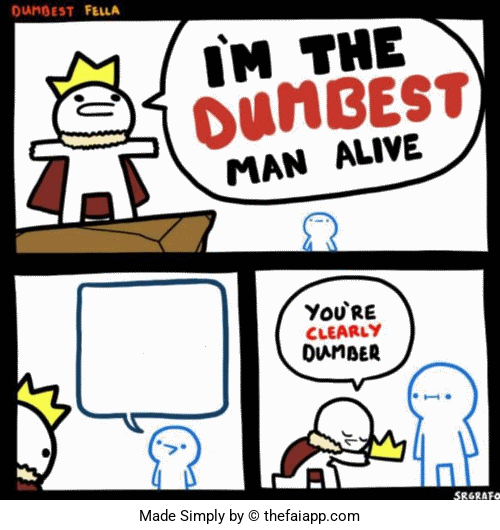 DUMBEST FELLA
I'M THE
DUMBEST
MAN ALIVE
YOU'RE
CLEARLY
DUMBER
SRGRAFO
Made Simply by © thefaiapp.com